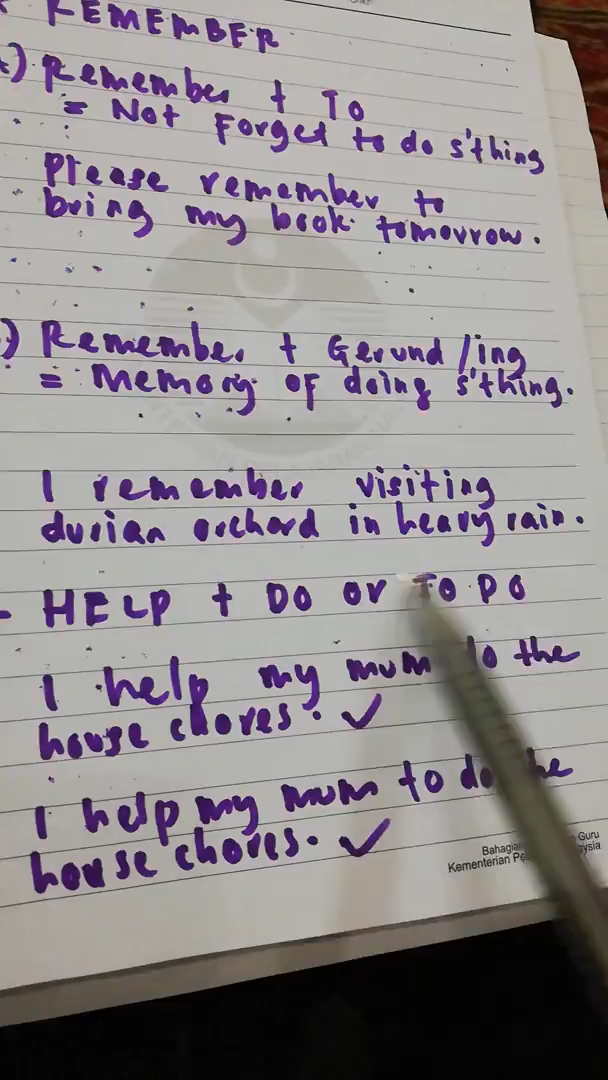 REMEMBER
) Remember + To
= Not Forget to do s'thing
please remember to
bring my book tomorrow.
) Remember + Gerund /ing
= Memory of doing s'thing.
I remember visiting
durian orchard in heavy rain.
- HELP + DO or TO DO
I help my mum do the
house chores. ✓
I help my mum to do the
house chores. ✓
Guru
Kementerian